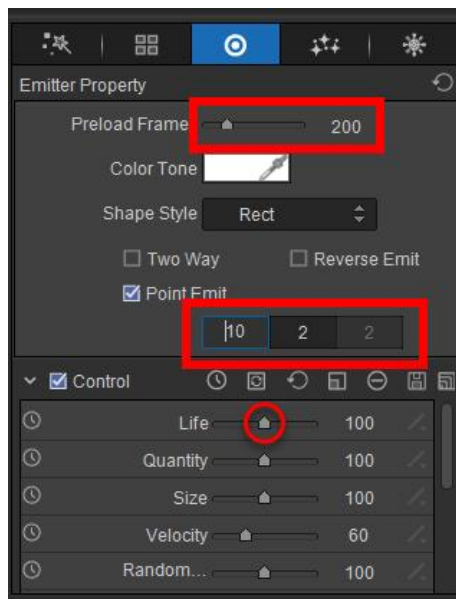 Emitter Property
Preload Frame 200
Color Tone
Shape Style Rect
Two Way Reverse Emit
Point Emit
10 2 2
Control
Life 100
Quantity 100
Size 100
Velocity 60
Random... 100